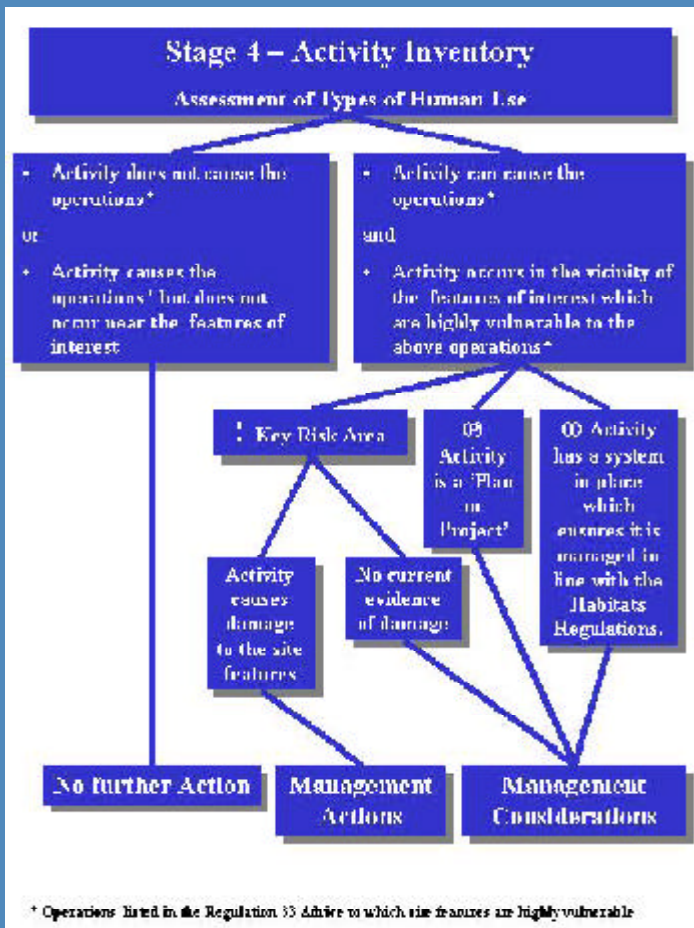 Stage 4 – Activity Inventory
Assessment of Types of Human Use
• Activity does not cause the
operations*
or
• Activity causes the
operations* but does not
occur near the features of
interest
• Activity can cause the
operations*
and
• Activity occurs in the vicinity of
the features of interest which
are highly vulnerable to the
above operations*
Key Risk Area
Activity
is a 'Plan
or
Project'
Activity
has a system
in place
which
ensures it is
managed in
line with the
Habitats
Regulations.
Activity
causes
damage
to the site
features
No current
evidence
of damage
No further Action
Management
Actions
Management
Considerations
* Operations listed in the Regulation 33 Advice to which site features are highly vulnerable